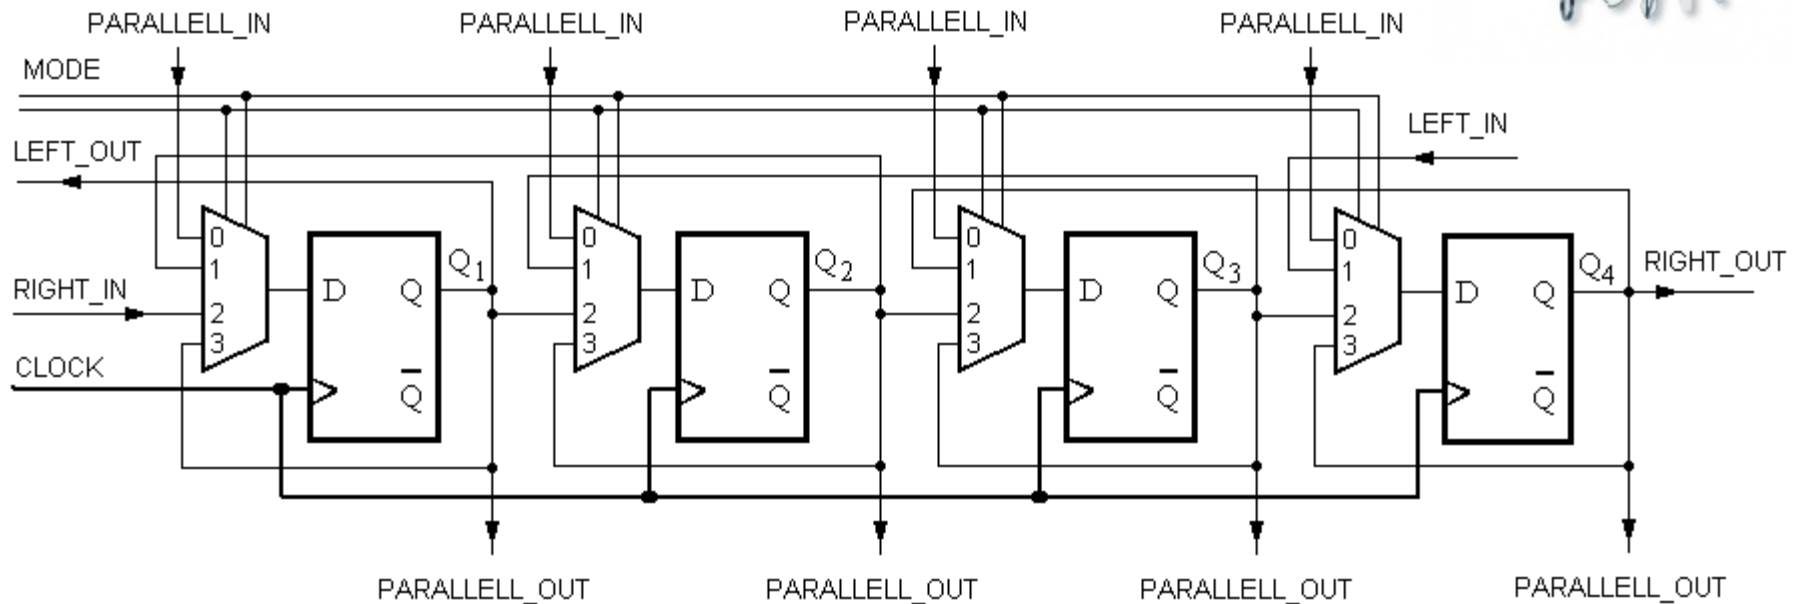 PARALLELL_IN PARALLELL_IN PARALLELL_IN PARALLELL_IN
MODE
LEFT_IN
LEFT_OUT
0 0 0 0
1 1 1 1
Q1 Q2 Q3 Q4 RIGHT_OUT
RIGHT_IN D Q D Q D Q D Q
2 2 2 2
3 3 3 3
CLOCK
Q̅ Q̅ Q̅ Q̅
PARALLELL_OUT PARALLELL_OUT PARALLELL_OUT PARALLELL_OUT